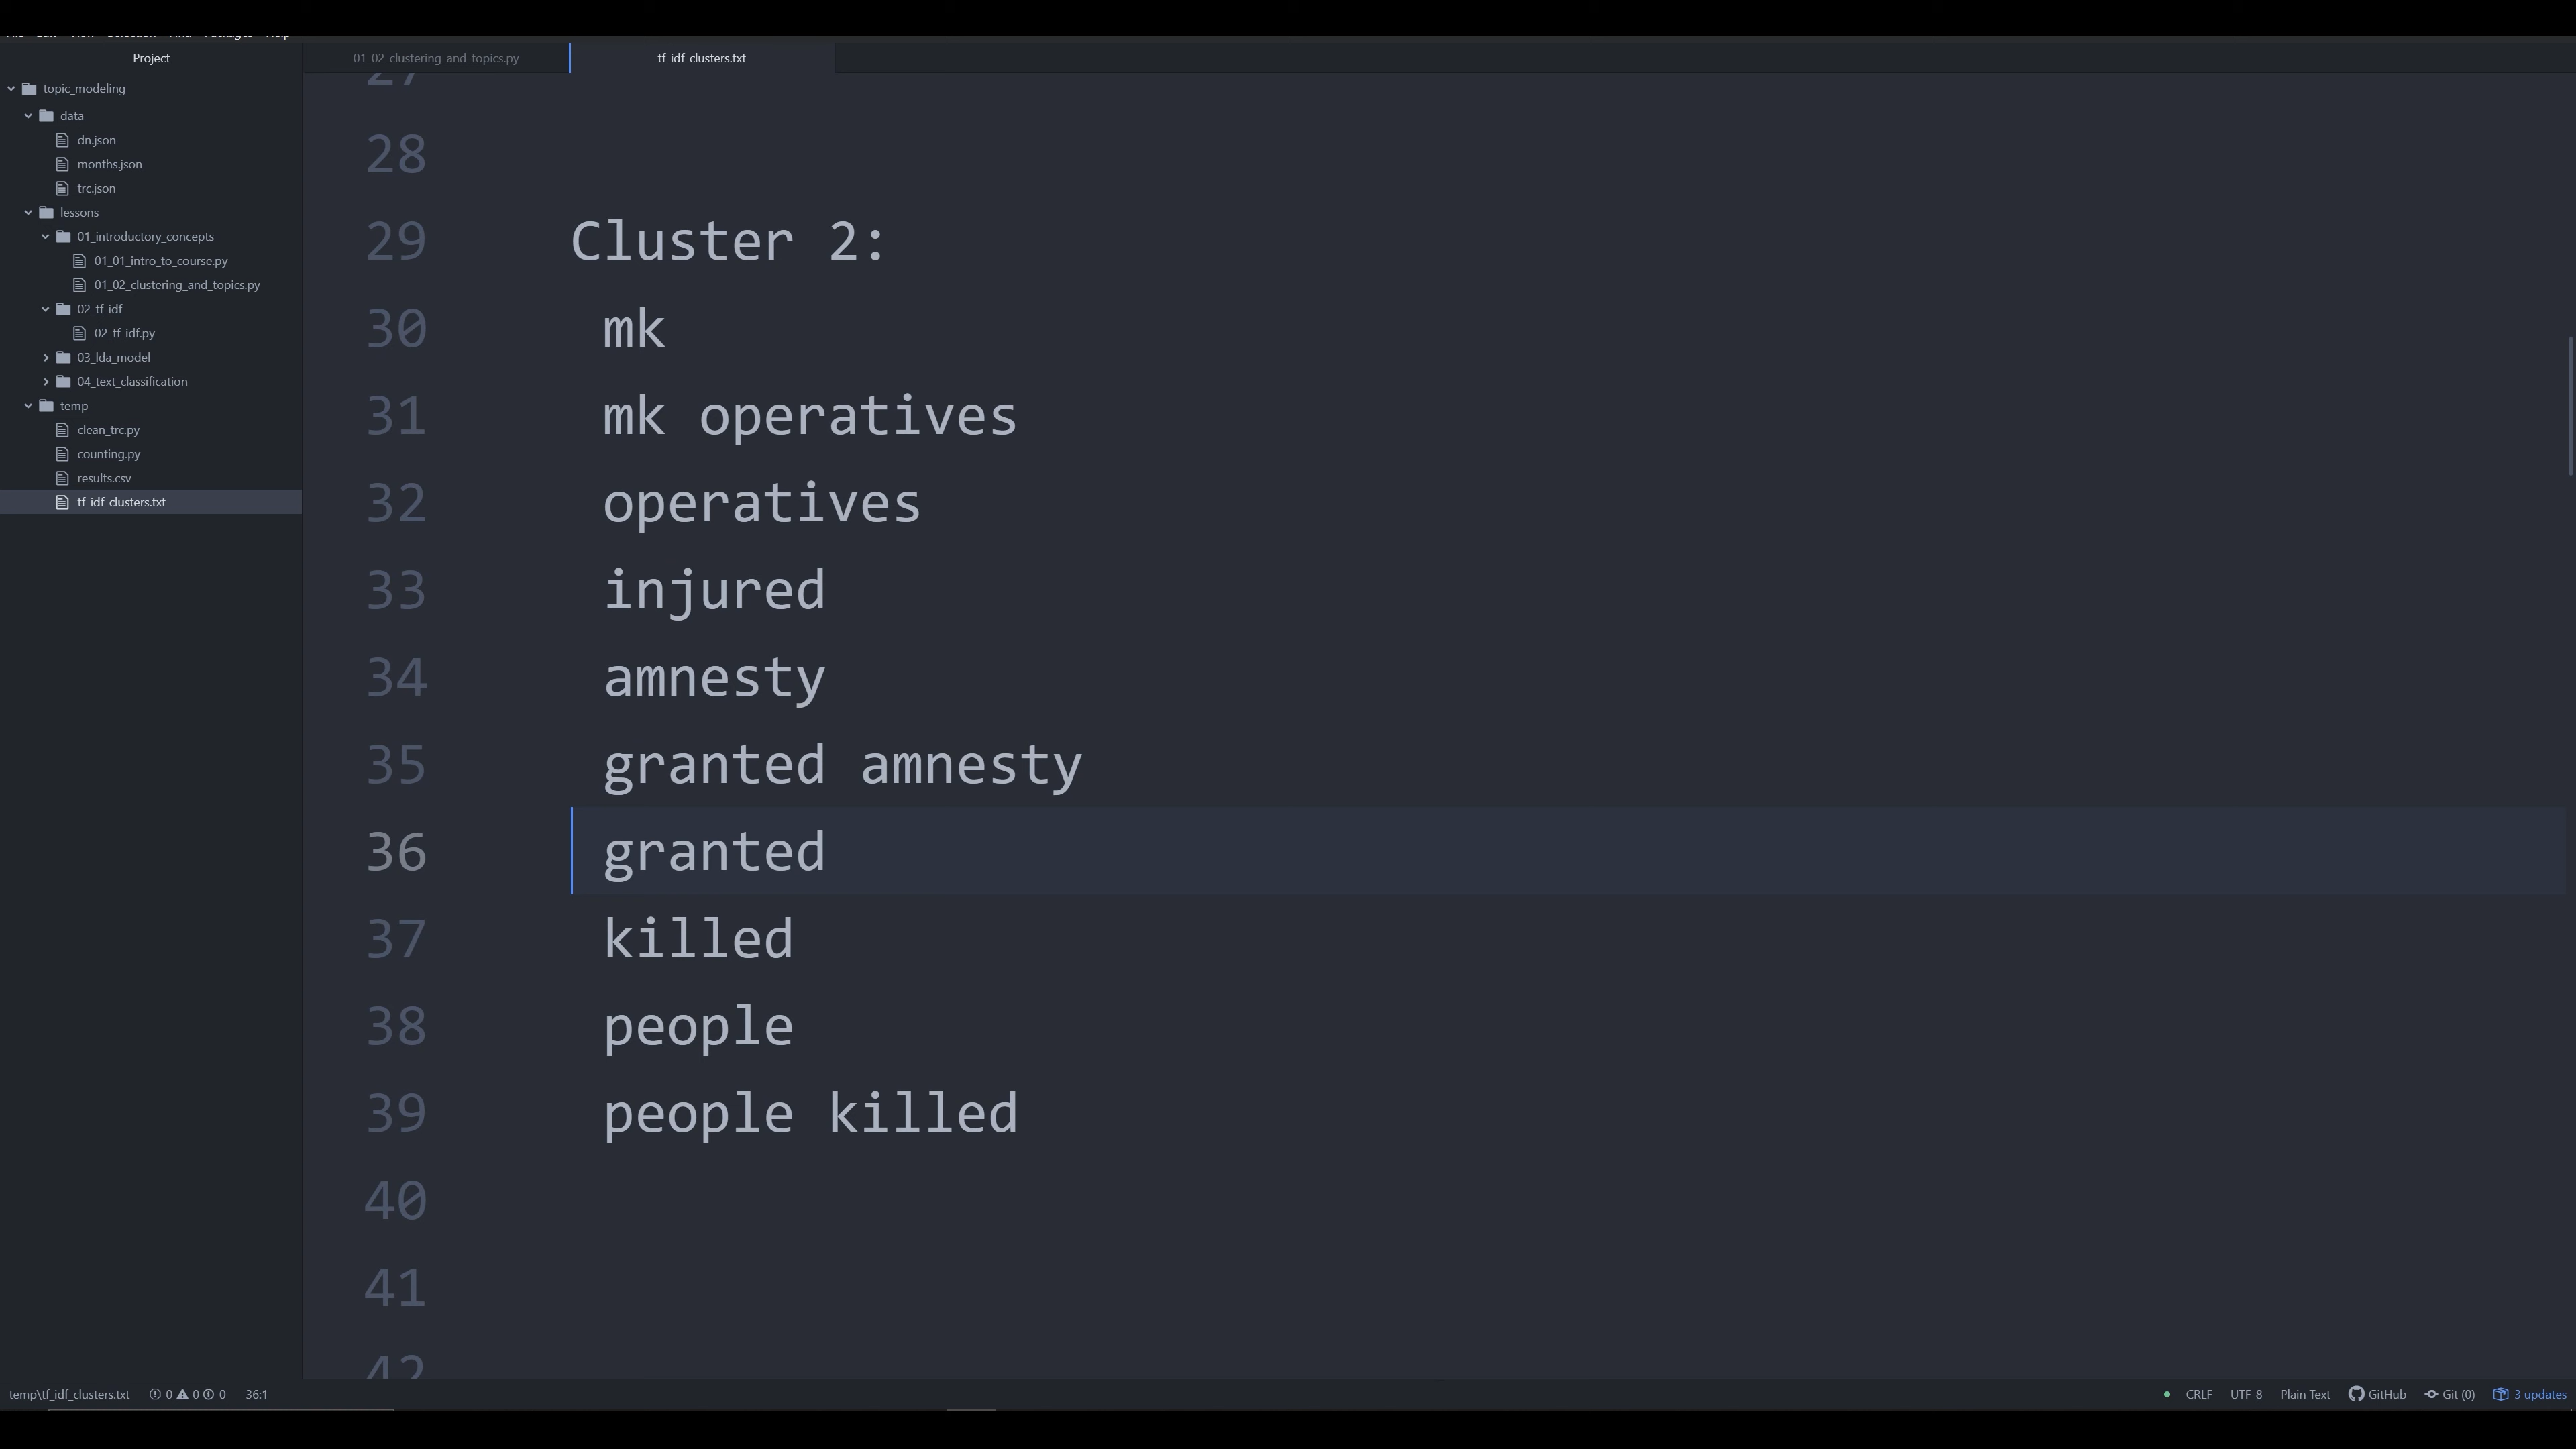 Project
topic_modeling
data
dn.json
months.json
trc.json
lessons
01_introductory_concepts
01_01_intro_to_course.py
01_02_clustering_and_topics.py
02_tf_idf
02_tf_idf.py
03_lda_model
04_text_classification
temp
clean_trc.py
counting.py
results.csv
tf_idf_clusters.txt
01_02_clustering_and_topics.py
tf_idf_clusters.txt
27
28
29 Cluster 2:
30 mk
31 mk operatives
32 operatives
33 injured
34 amnesty
35 granted amnesty
36 granted
37 killed
38 people
39 people killed
40
41
42
temp\tf_idf_clusters.txt 0 0 0 36:1 CRLF UTF-8 Plain Text GitHub Git (0) 3 updates